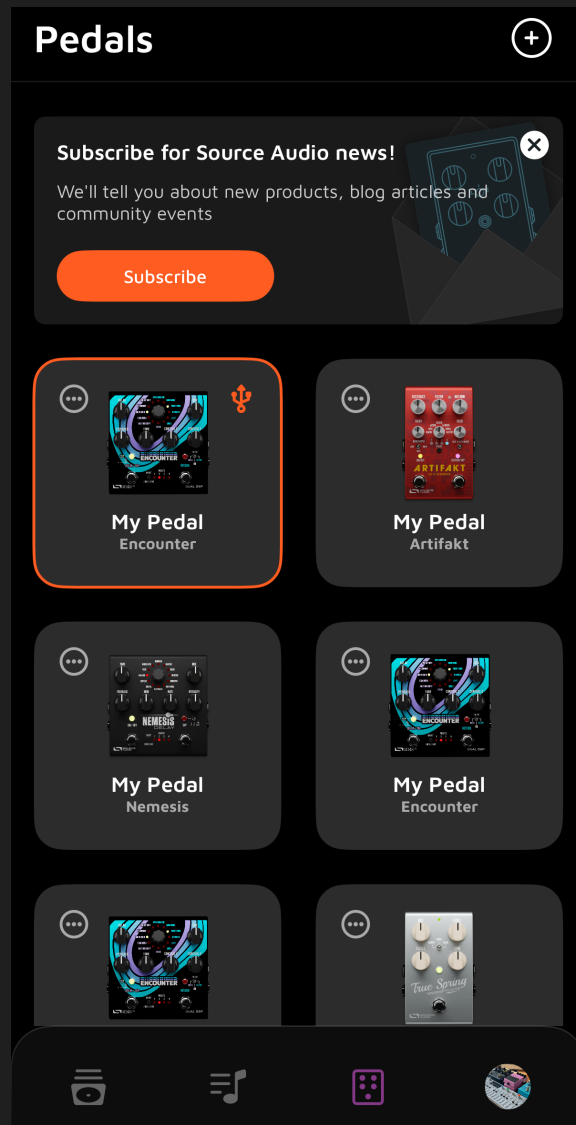 Pedals
Subscribe for Source Audio news!
We'll tell you about new products, blog articles and
community events
Subscribe
ENCOUNTER
My Pedal
Encounter
ARTIFAKT
My Pedal
Artifakt
NEMESIS
DELAY
My Pedal
Nemesis
ENCOUNTER
My Pedal
Encounter
ENCOUNTER
True Spring